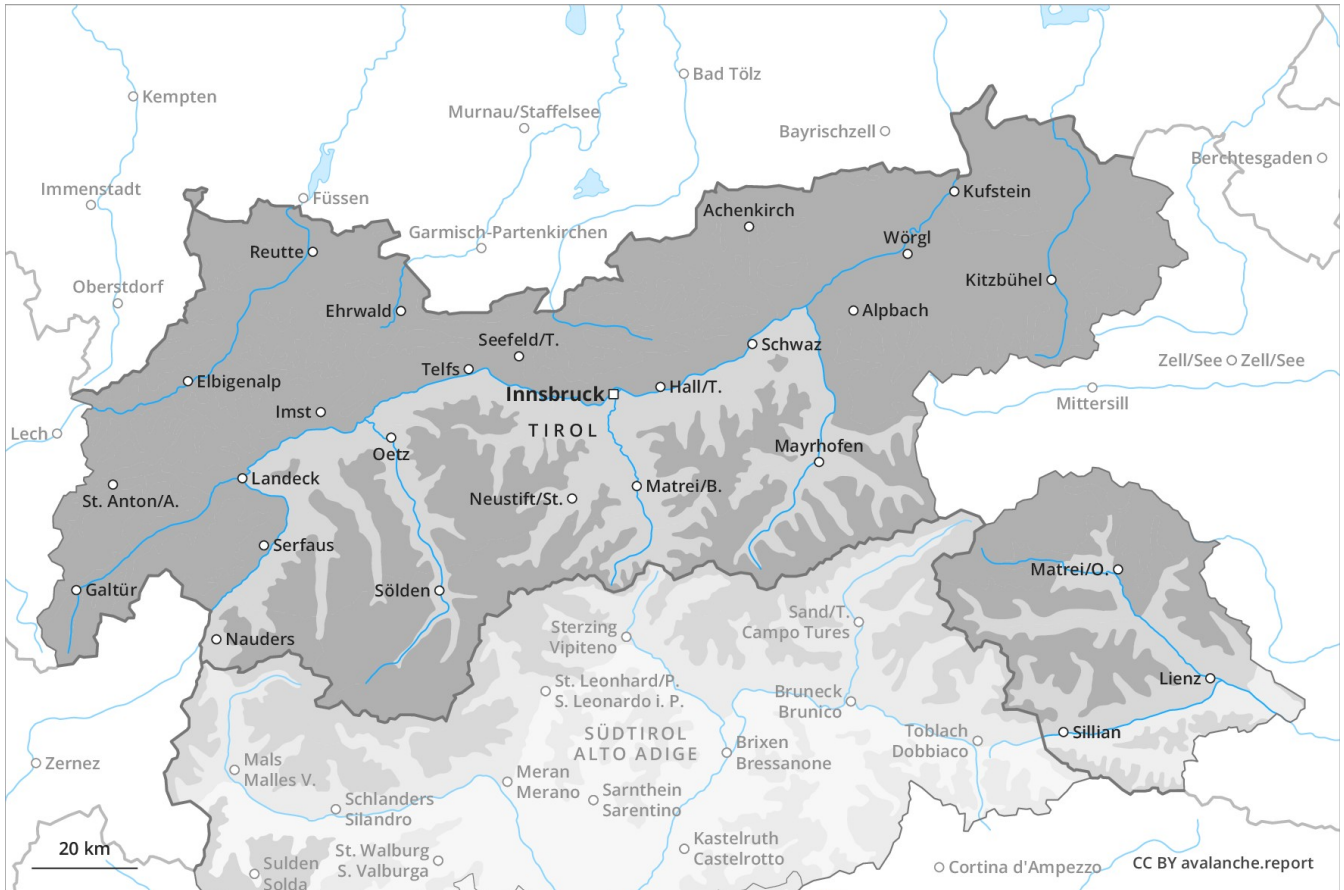 Bad Tölz
Kempten
Murnau/Staffelsee
Bayrischzell
Berchtesgaden
Immenstadt
Füssen
Kufstein
Achenkirch
Garmisch-Partenkirchen
Wörgl
Reutte
Kitzbühel
Oberstdorf
Ehrwald
Alpbach
Seefeld/T.
Schwaz
Zell/See
Zell/See
Telfs
Elbigenalp
Hall/T.
Innsbruck
Mittersill
Imst
TIROL
Lech
Oetz
Mayrhofen
Landeck
St. Anton/A.
Neustift/St.
Matrei/B.
Serfaus
Matrei/O.
Galtür
Sölden
Sand/T.
Campo Tures
Sterzing
Vipiteno
Nauders
Lienz
St. Leonhard/P.
S. Leonardo i. P.
Bruneck
Brunico
SÜDTIROL
ALTO ADIGE
Toblach
Dobbiaco
Sillian
Brixen
Bressanone
Zernez
Mals
Malles V.
Meran
Merano
Sarnthein
Sarentino
Schlanders
Silandro
Kastelruth
Castelrotto
20 km
St. Walburg
S. Valburga
Sulden
Solda
Cortina d'Ampezzo
CC BY avalanche.report